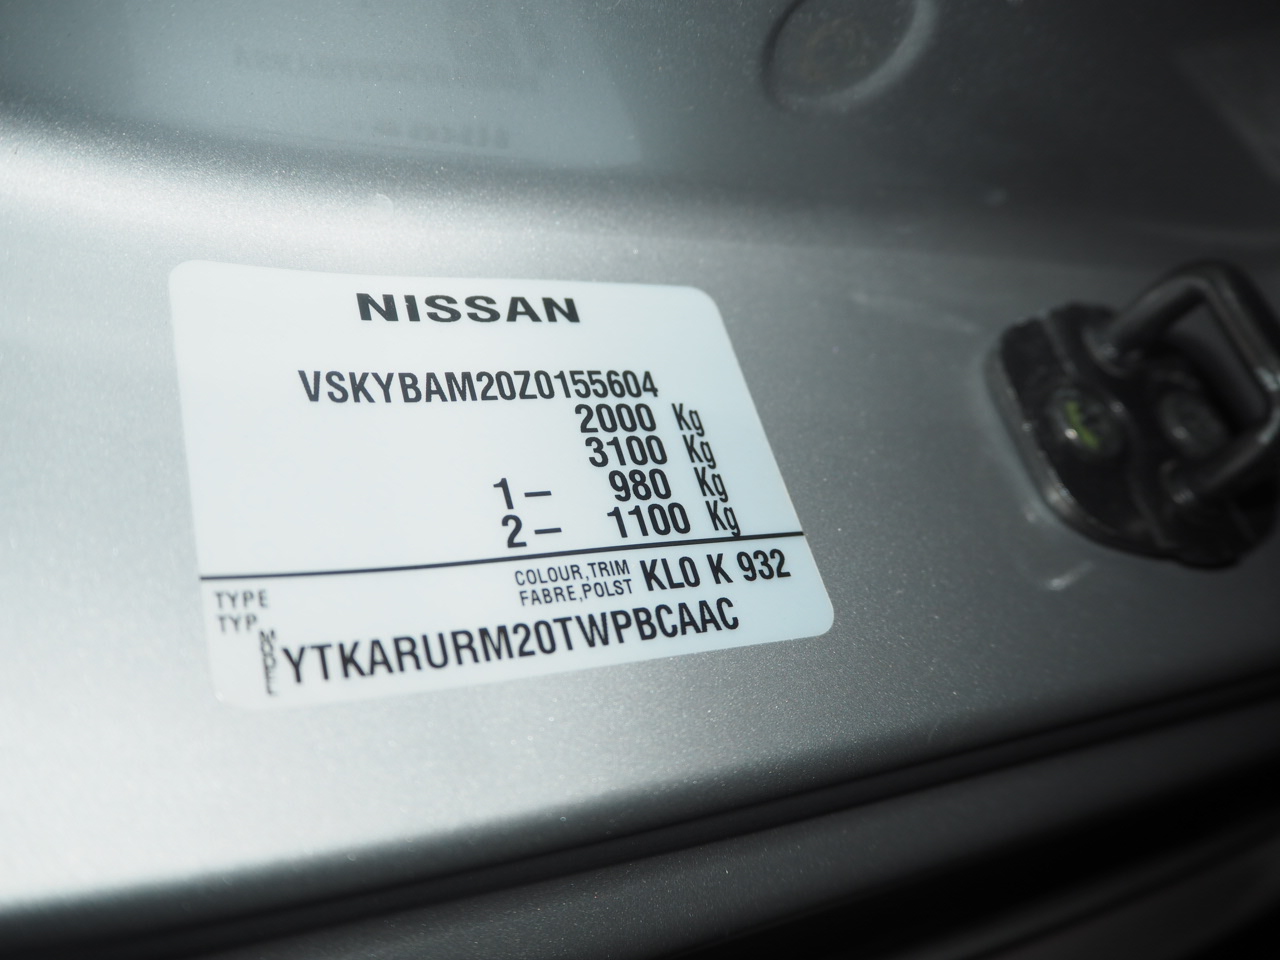 NISSAN
VSKYBAM20Z0155604
2000 Kg
3100 Kg
1 – 980 Kg
2 – 1100 Kg
TYPE
TYP
COLOUR,TRIM
FABRE,POLST
KL0 K 932
MODEL
YTKARURM20TWPBCAAC